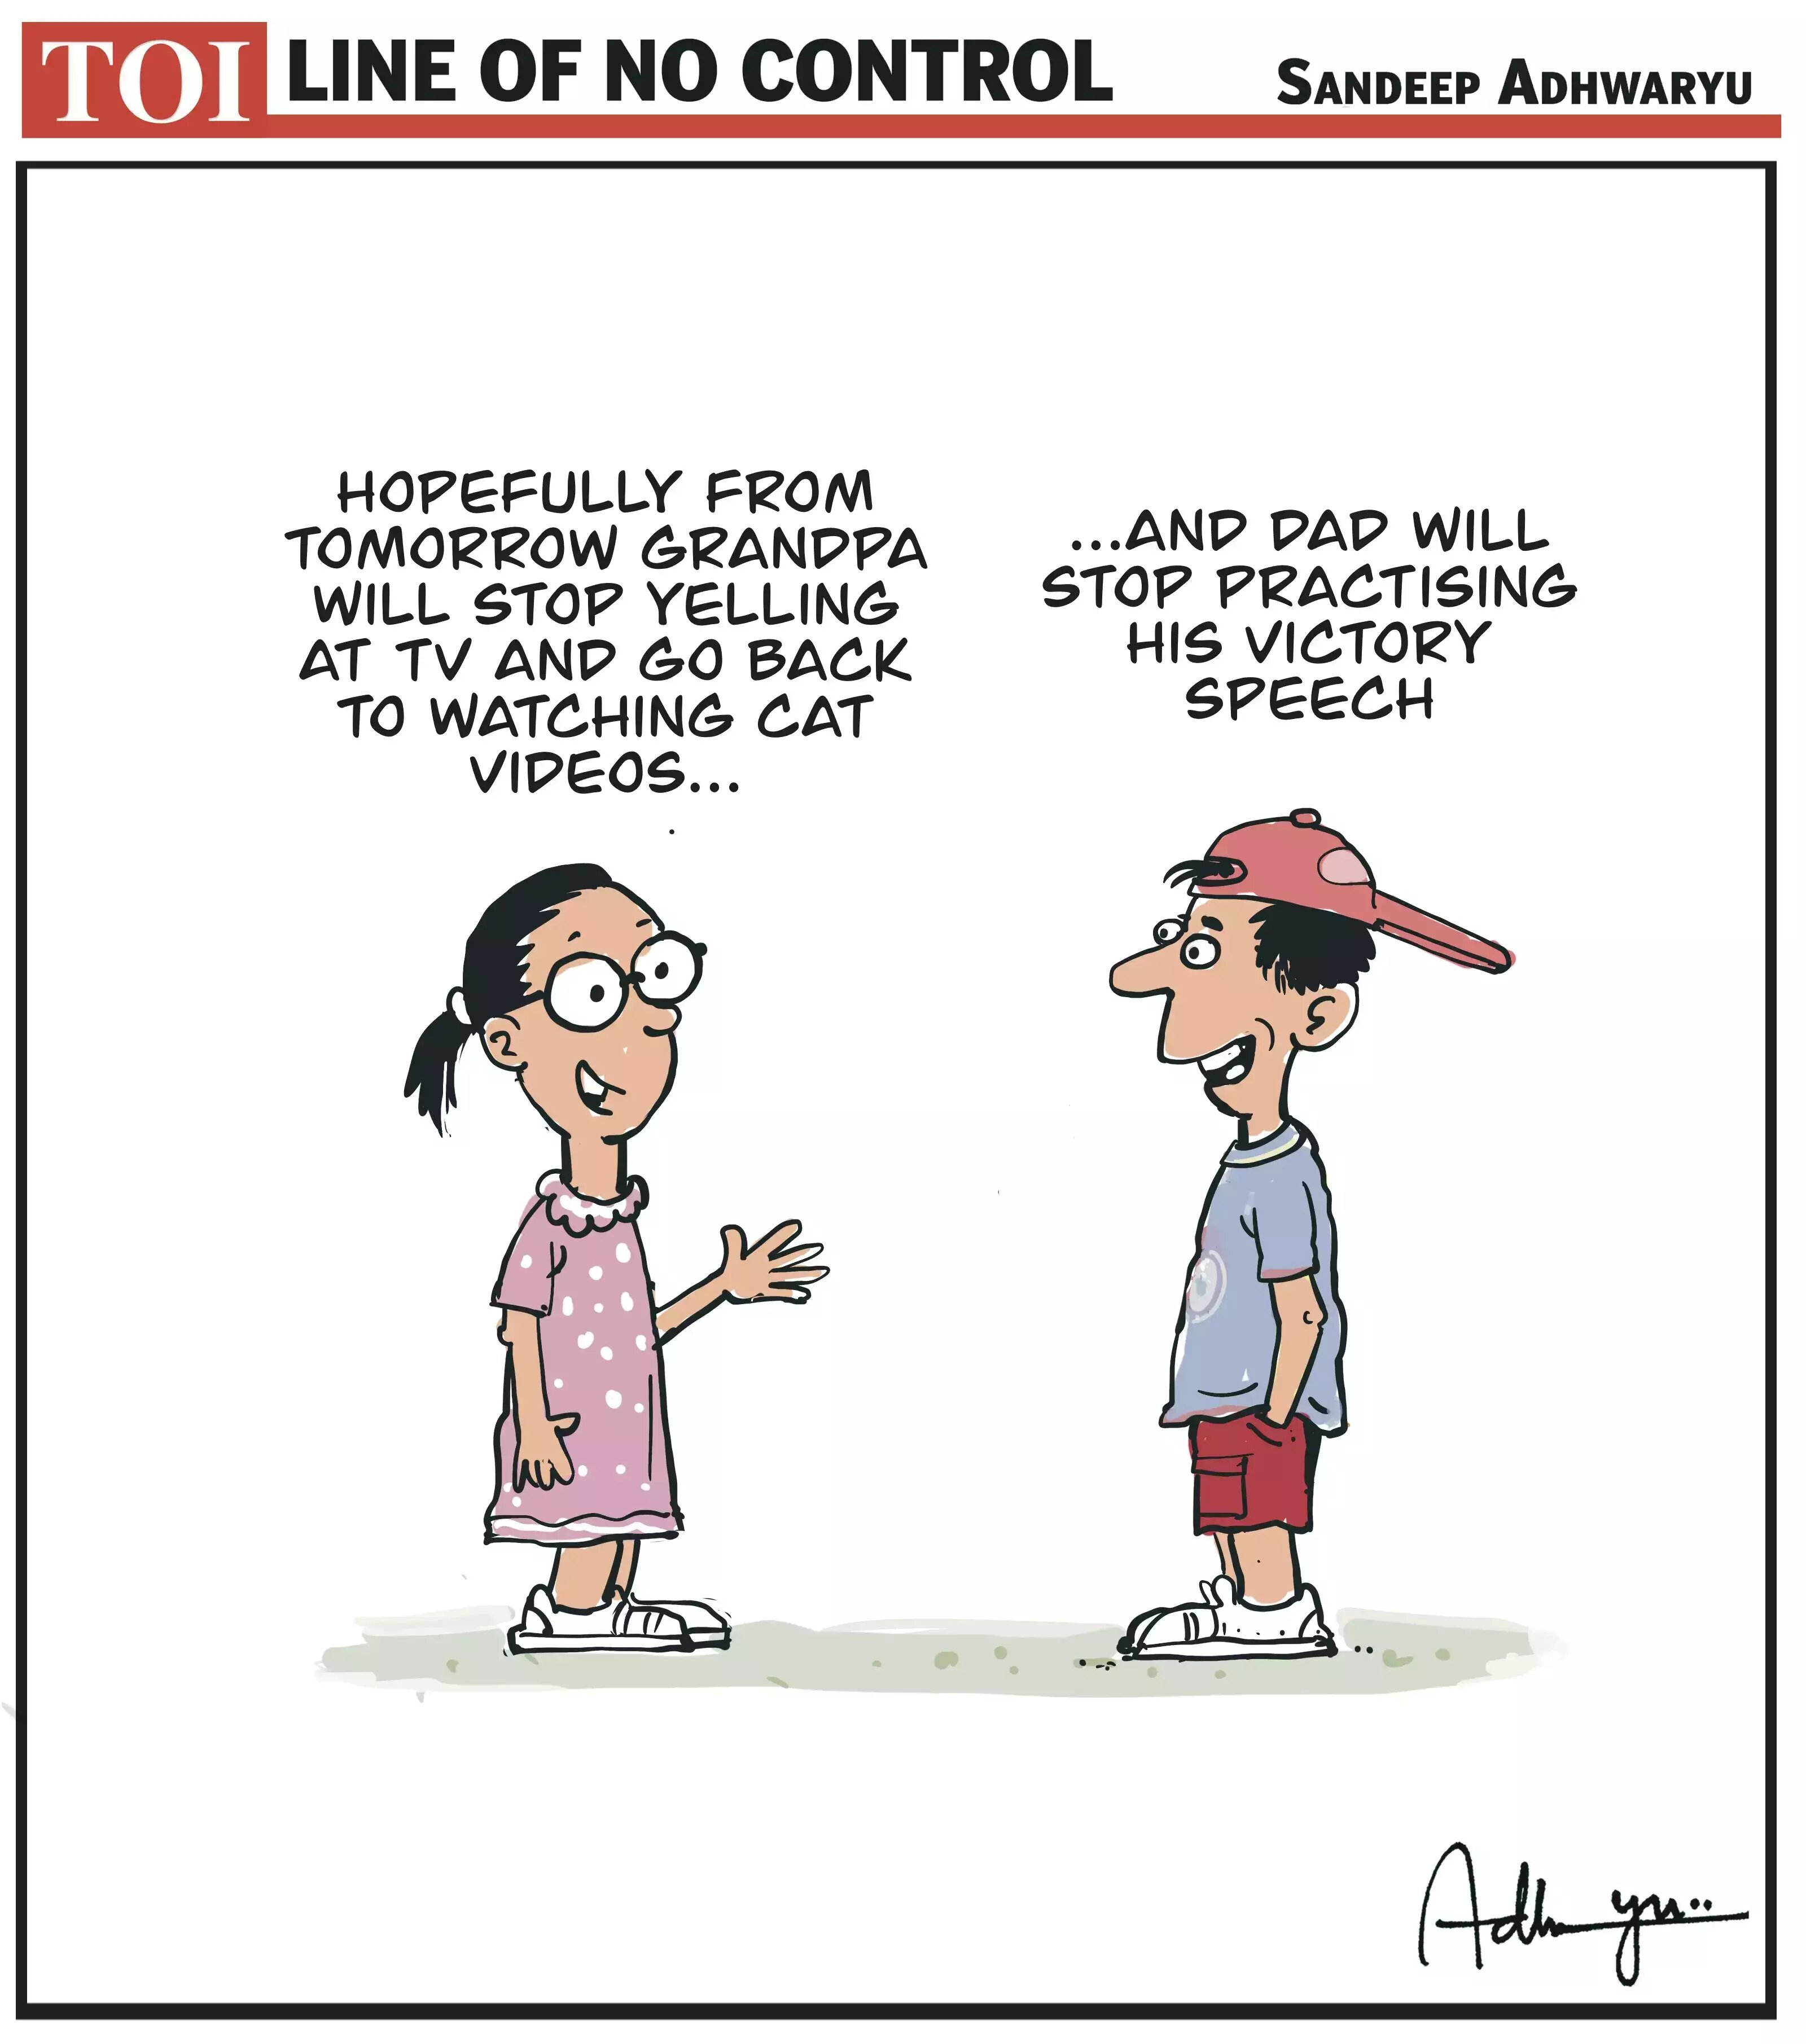 TOI LINE OF NO CONTROL
SANDEEP ADHWARYU
HOPEFULLY FROM
TOMORROW GRANDPA
WILL STOP YELLING
AT TV AND GO BACK
TO WATCHING CAT
VIDEOS...
...AND DAD WILL
STOP PRACTISING
HIS VICTORY
SPEECH